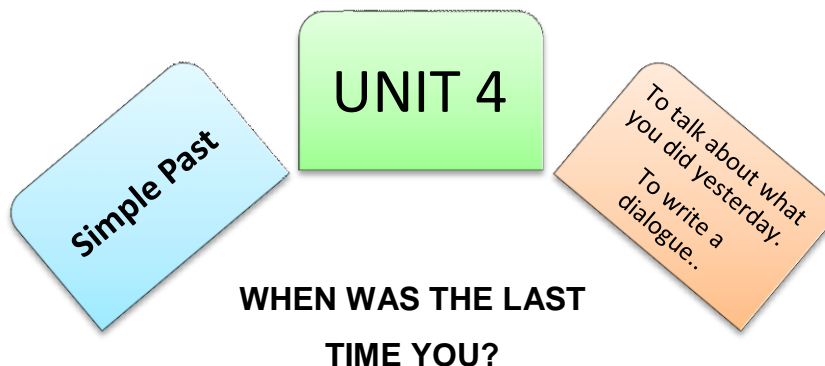 UNIT 4
Simple Past
To talk about what
you did yesterday.
To write a
dialogue..
WHEN WAS THE LAST
TIME YOU?